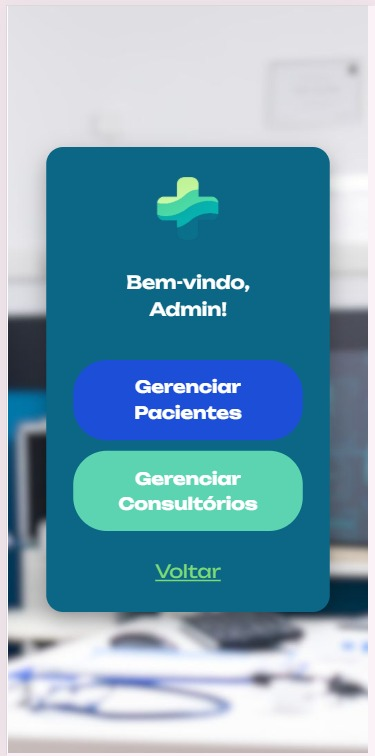 Bem-vindo,
Admin!
Gerenciar
Pacientes
Gerenciar
Consultórios
Voltar